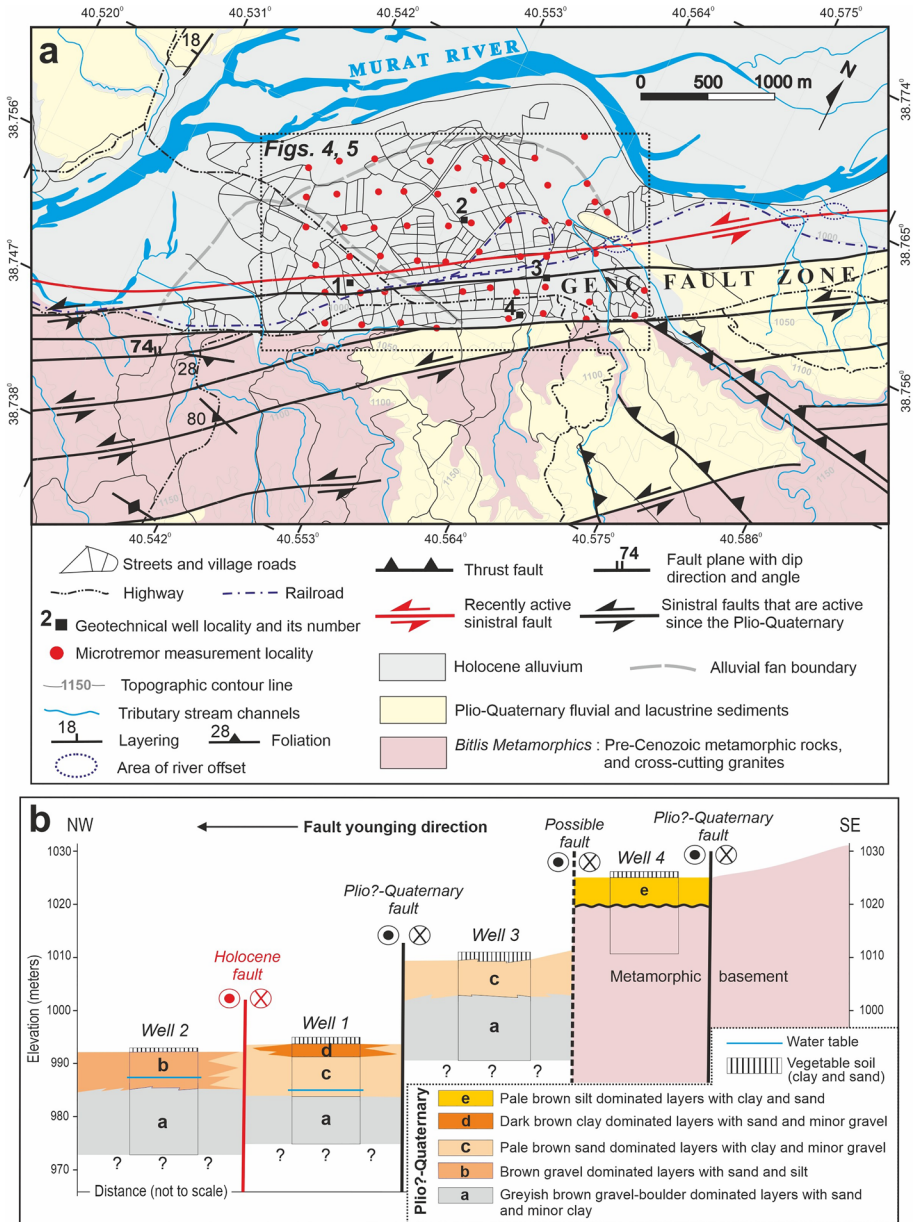 40.520°
40.531°
40.542°
40.553°
40.564°
40.575°
a
18
MURAT RIVER
0 500 1000 m
N
38.756°
38.774°
Figs. 4, 5
2
38.747°
38.765°
1000
1
3
GENÇ FAULT ZONE
4
1050
74
1050
28
1100
38.738°
1100
38.756°
80
1150
1150
1150
40.542°
40.553°
40.564°
40.575°
40.586°
Streets and village roads
Highway
Railroad
2 Geotechnical well locality and its number
Microtremor measurement locality
1150 Topographic contour line
Tributary stream channels
18 Layering
28 Foliation
Area of river offset
Thrust fault
74 Fault plane with dip
direction and angle
Recently active
sinistral fault
Sinistral faults that are active
since the Plio-Quaternary
Holocene alluvium
Alluvial fan boundary
Plio-Quaternary fluvial and lacustrine sediments
Bitlis Metamorphics : Pre-Cenozoic metamorphic rocks,
and cross-cutting granites
b
NW
Fault younging direction
SE
Possible
fault
Plio?-Quaternary
fault
1030
1030
Well 4
e
Plio?-Quaternary
fault
1020
1020
Well 3
Holocene
fault
1010
1010
c
Metamorphic basement
Elevation (meters)
1000
1000
a
Well 2
Well 1
990
b
d
c
? ? ?
980
a
a
970
? ? ?
? ? ?
Distance (not to scale)
Water table
Vegetable soil
(clay and sand)
Plio?-Quaternary
e Pale brown silt dominated layers with clay and sand
d Dark brown clay dominated layers with sand and minor gravel
c Pale brown sand dominated layers with clay and minor gravel
b Brown gravel dominated layers with sand and silt
a Greyish brown gravel-boulder dominated layers with sand
and minor clay